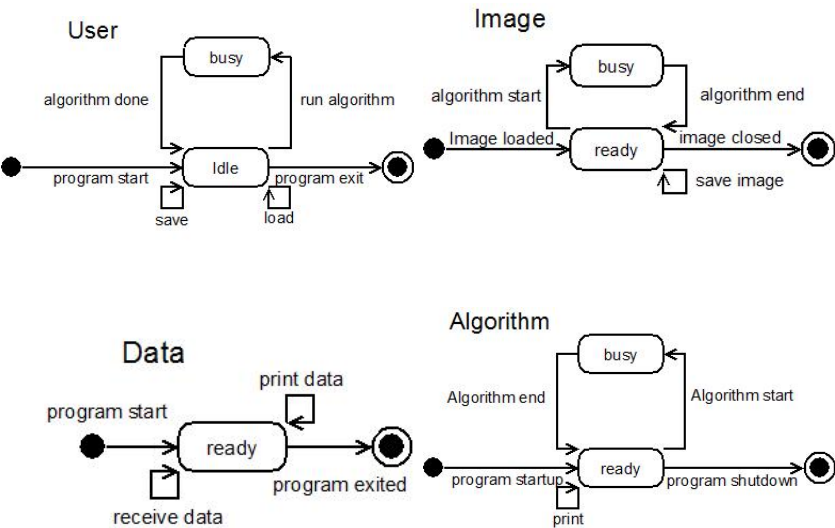 User
busy
algorithm done
run algorithm
Idle
program start
program exit
save
load
Image
busy
algorithm start
algorithm end
Image loaded
ready
image closed
save image
Data
print data
program start
ready
program exited
receive data
Algorithm
busy
Algorithm end
Algorithm start
ready
program startup
program shutdown
print